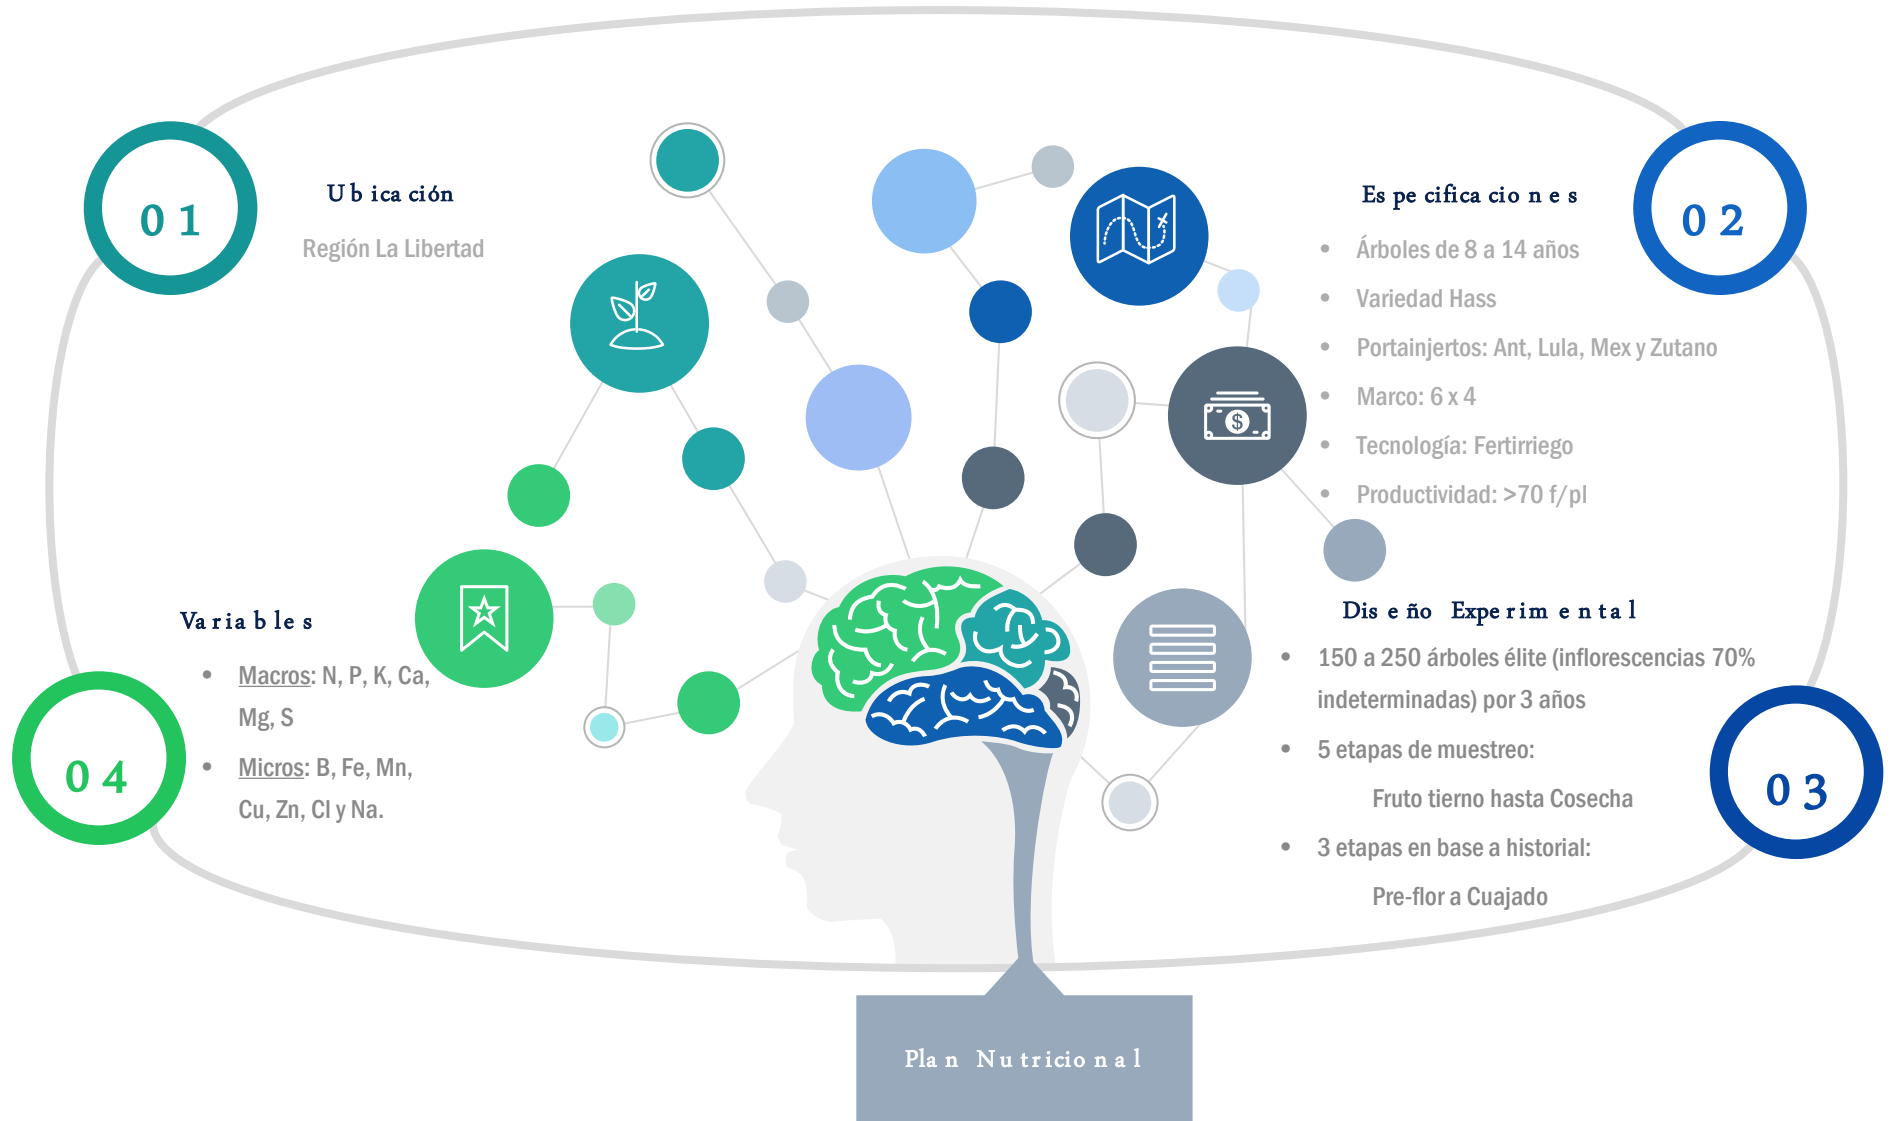 01
Ubicación
Región La Libertad
02
Especificaciones
• Árboles de 8 a 14 años
• Variedad Hass
• Portainjertos: Ant, Lula, Mex y Zutano
• Marco: 6 x 4
• Tecnología: Fertirriego
• Productividad: >70 f/pl
$
03
Diseño Experimental
• 150 a 250 árboles élite (inflorescencias 70%
indeterminadas) por 3 años
• 5 etapas de muestreo:
Fruto tierno hasta Cosecha
• 3 etapas en base a historial:
Pre-flor a Cuajado
04
Variables
• Macros: N, P, K, Ca,
Mg, S
• Micros: B, Fe, Mn,
Cu, Zn, Cl y Na.
Plan Nutricional